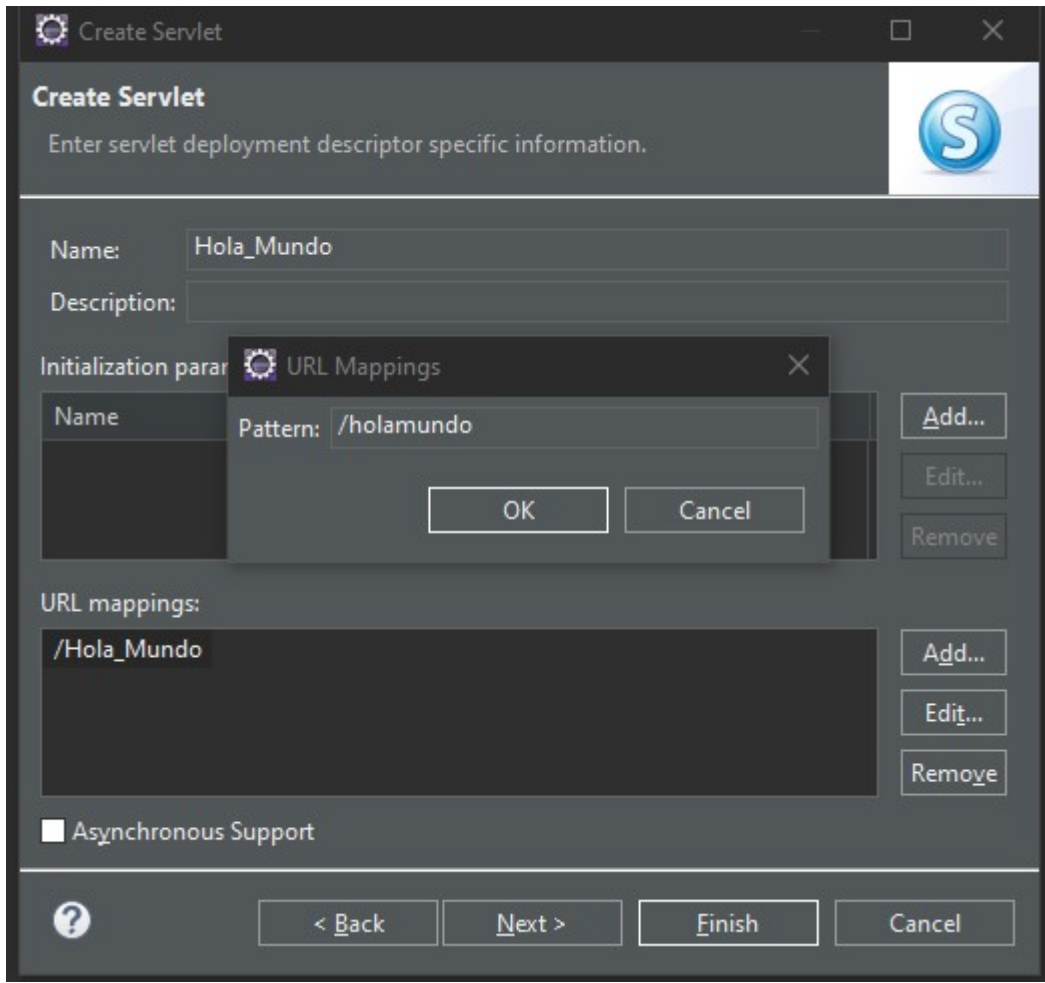 Create Servlet
Create Servlet
Enter servlet deployment descriptor specific information.
Name: Hola_Mundo
Description:
Initialization parar
URL Mappings
Name
Add...
Pattern: /holamundo
Edit...
OK Cancel
Remove
URL mappings:
/Hola_Mundo
Add...
Edit...
Remove
Asynchronous Support
< Back Next > Finish Cancel